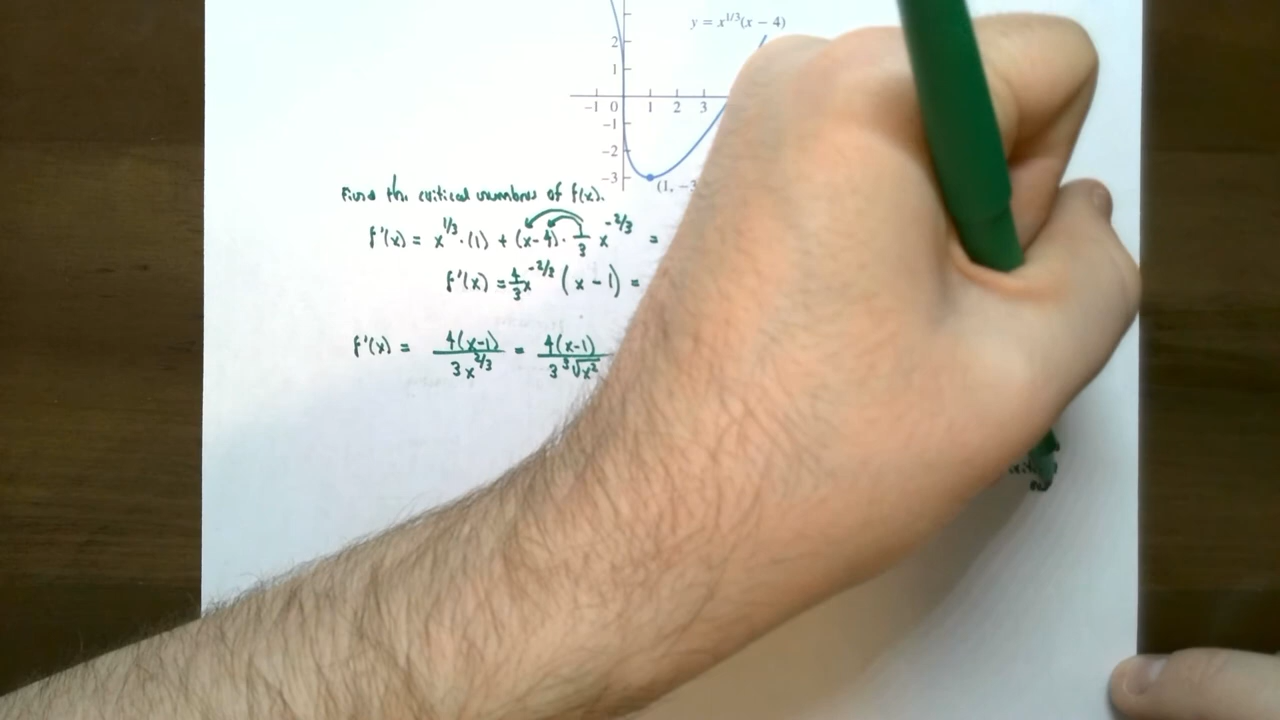 y = x^{1/3}(x − 4)
2
1
−1 0 1 2 3
−1
−2
−3
(1, −3
Find the critical numbers of f(x).
f'(x) = x^{1/3} · (1) + (x − 4) · 1/3 x^{-2/3} =
f'(x) = 4/3 x^{-2/3} (x − 1) =
f'(x) = 4(x−1) / 3x^{2/3} = 4(x−1) / 3∛x²